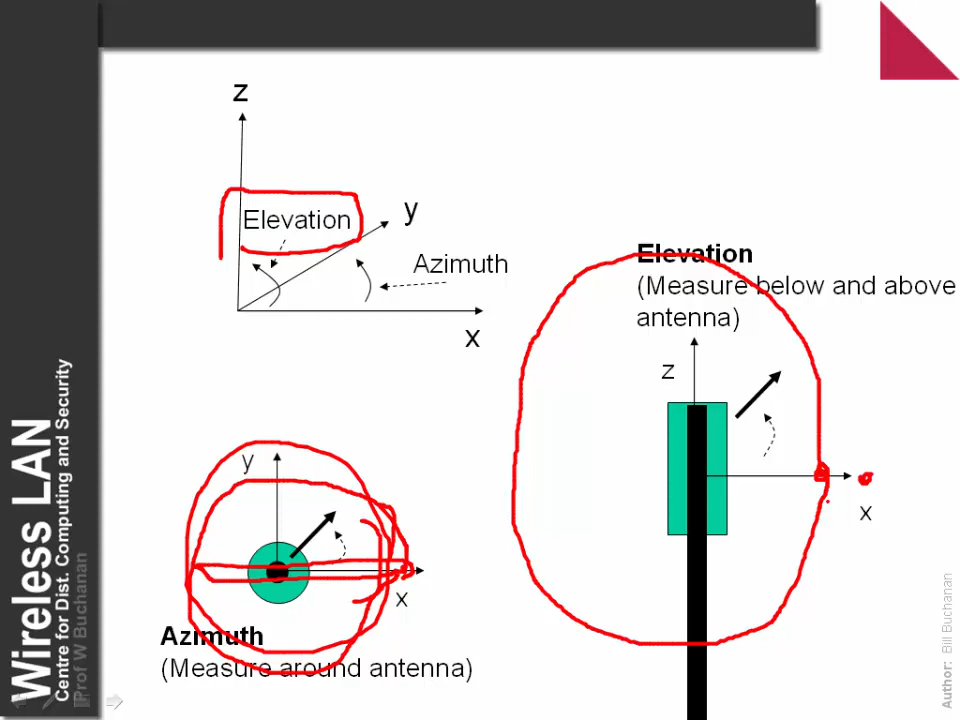 z
Elevation
y
Azimuth
x
Elevation
(Measure below and above
antenna)
z
x
y
x
Azimuth
(Measure around antenna)
Wireless LAN
Centre for Dist. Computing and Security
Prof W Buchanan
Author: Bill Buchanan